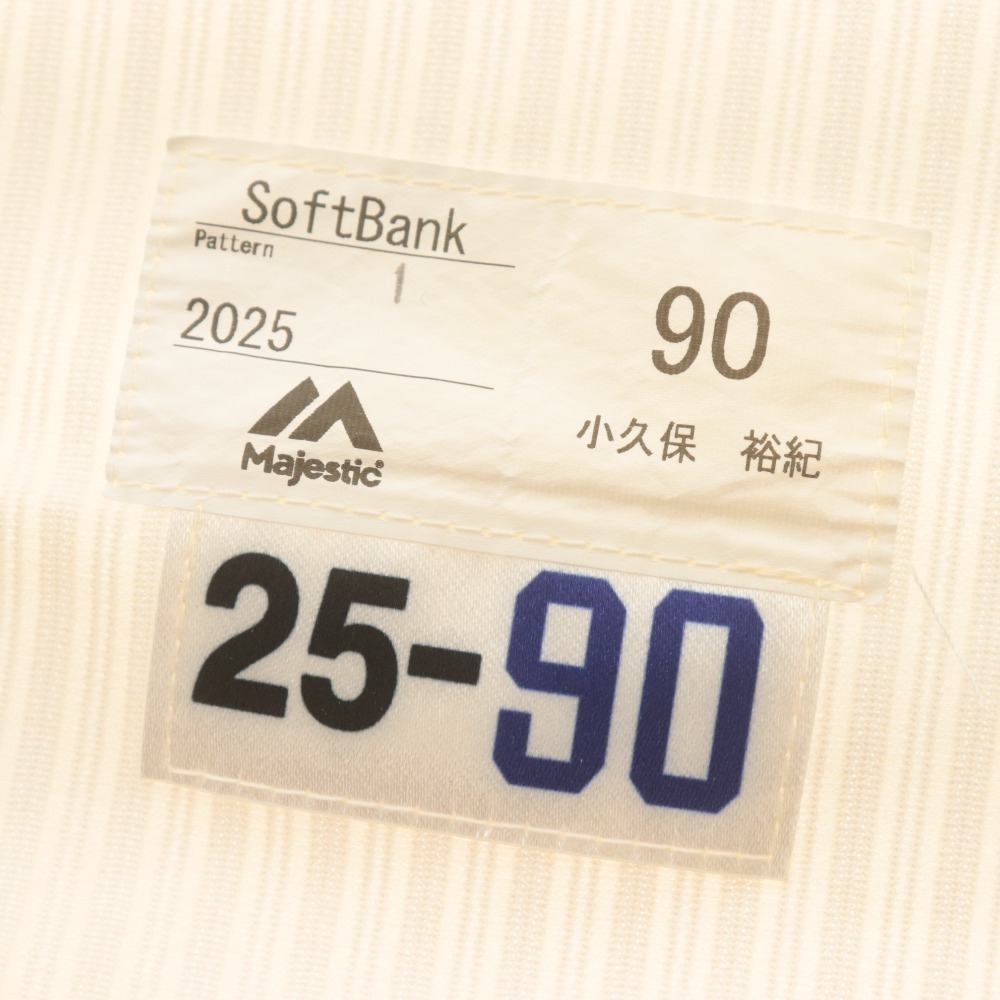 SoftBank
Pattern
1
2025
Majestic
90
小久保 裕紀
25-90